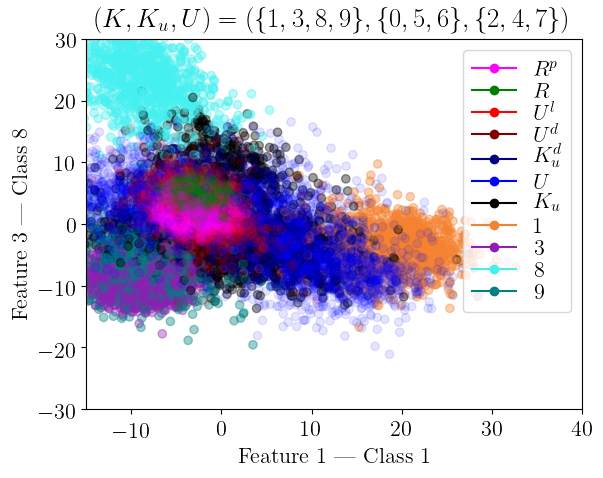 (K, K_u, U) = ({1, 3, 8, 9}, {0, 5, 6}, {2, 4, 7})
30
20
10
0
−10
−20
−30
Feature 3 — Class 8
−10
0
10
20
30
40
Feature 1 — Class 1
R^p
R
U^l
U^d
K_u^d
U
K_u
1
3
8
9